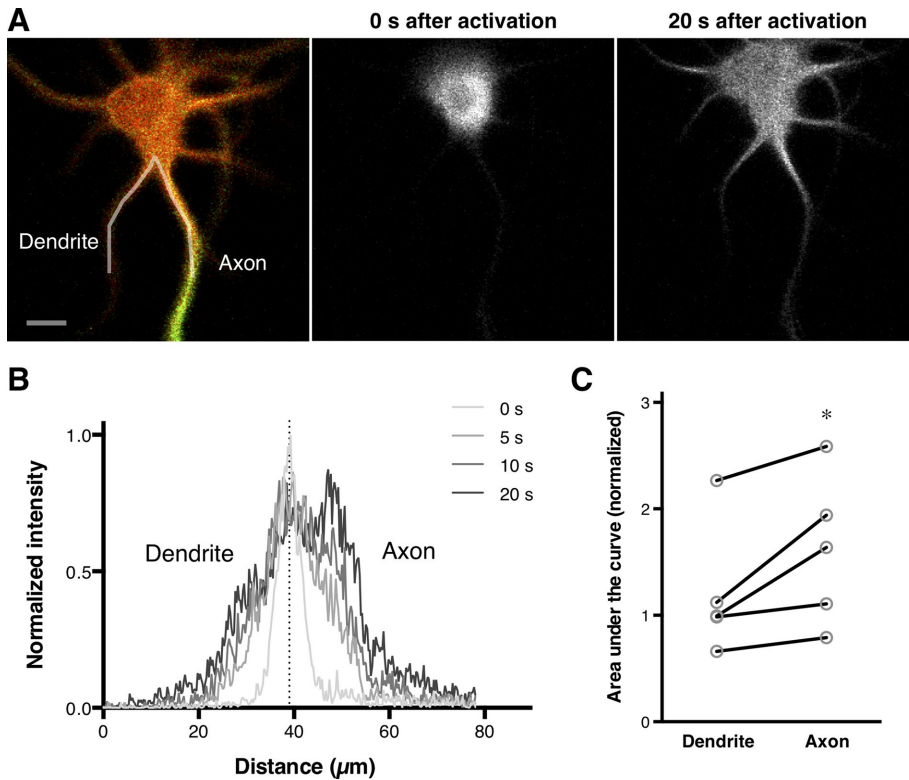 A
0 s after activation
20 s after activation
Dendrite
Axon
B
Normalized intensity
1.0
0.5
0.0
0 s
5 s
10 s
20 s
Dendrite
Axon
0
20
40
60
80
Distance (µm)
C
Area under the curve (normalized)
3
2
1
0
*
Dendrite
Axon